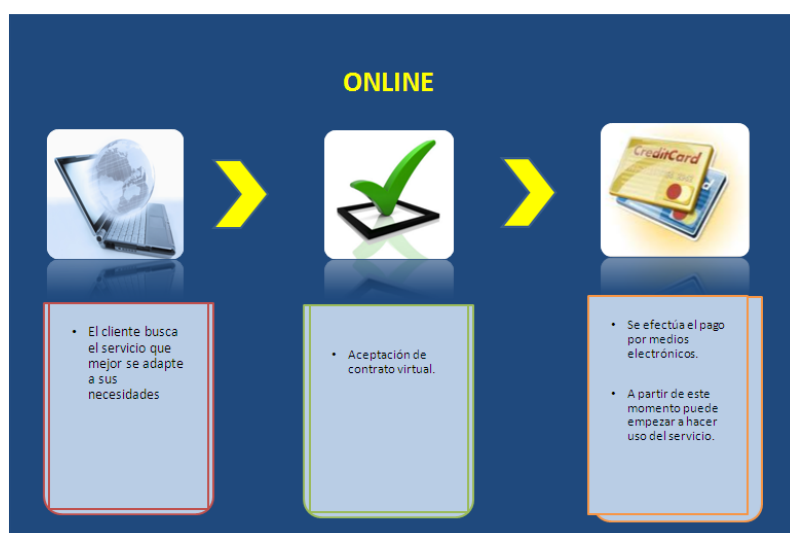 ONLINE
CreditCard
Card
• El cliente busca
el servicio que
mejor se adapte
a sus
necesidades
• Aceptación de
contrato virtual.
• Se efectúa el pago
por medios
electrónicos.
• A partir de este
momento puede
empezar a hacer
uso del servicio.